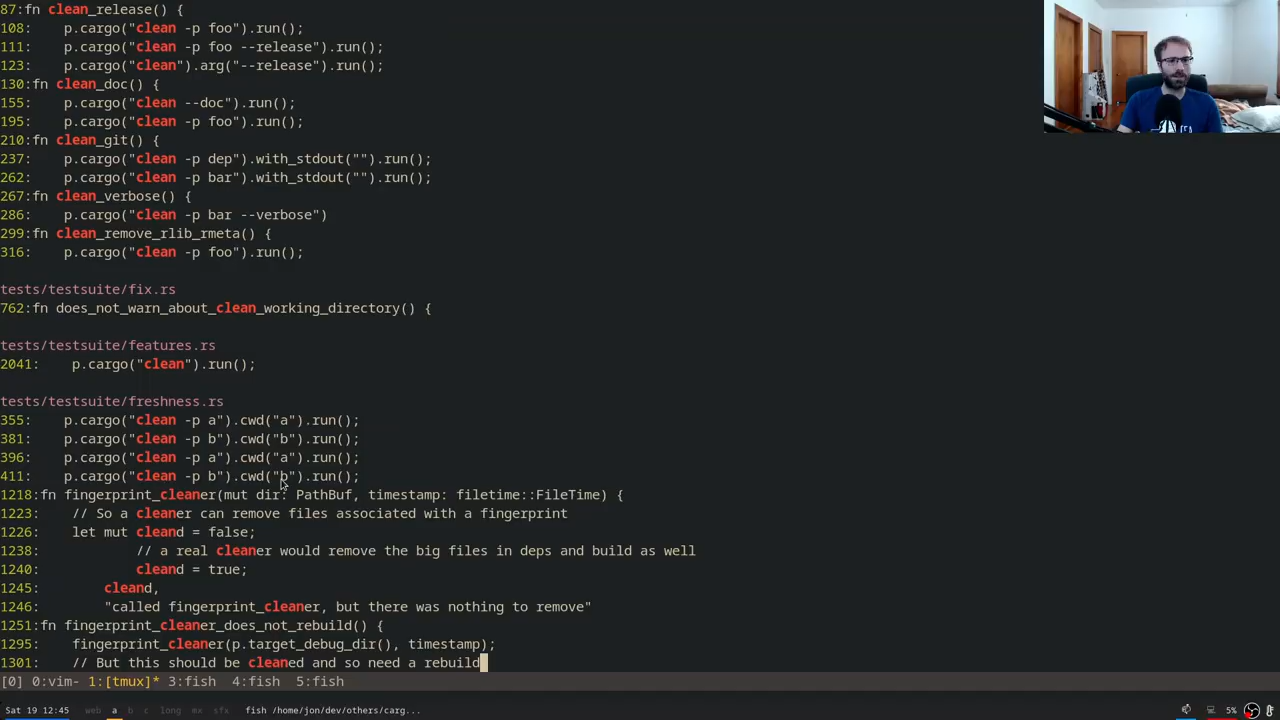 87:fn clean_release() {
108:    p.cargo("clean -p foo").run();
111:    p.cargo("clean -p foo --release").run();
123:    p.cargo("clean").arg("--release").run();
130:fn clean_doc() {
155:    p.cargo("clean --doc").run();
195:    p.cargo("clean -p foo").run();
210:fn clean_git() {
237:    p.cargo("clean -p dep").with_stdout("").run();
262:    p.cargo("clean -p bar").with_stdout("").run();
267:fn clean_verbose() {
286:    p.cargo("clean -p bar --verbose")
299:fn clean_remove_rlib_rmeta() {
316:    p.cargo("clean -p foo").run();
tests/testsuite/fix.rs
762:fn does_not_warn_about_clean_working_directory() {
tests/testsuite/features.rs
2041:    p.cargo("clean").run();
tests/testsuite/freshness.rs
355:    p.cargo("clean -p a").cwd("a").run();
381:    p.cargo("clean -p b").cwd("b").run();
396:    p.cargo("clean -p a").cwd("a").run();
411:    p.cargo("clean -p b").cwd("b").run();
1218:fn fingerprint_cleaner(mut dir: PathBuf, timestamp: filetime::FileTime) {
1223:    // So a cleaner can remove files associated with a fingerprint
1226:    let mut cleand = false;
1238:            // a real cleaner would remove the big files in deps and build as well
1240:            cleand = true;
1245:        cleand,
1246:        "called fingerprint_cleaner, but there was nothing to remove"
1251:fn fingerprint_cleaner_does_not_rebuild() {
1295:    fingerprint_cleaner(p.target_debug_dir(), timestamp);
1301:    // But this should be cleaned and so need a rebuild
[0] 0:vim- 1:[tmux]* 3:fish  4:fish  5:fish
Sat 19 12:45 web a b c long mx sfx fish /home/jon/dev/others/carg... 5%